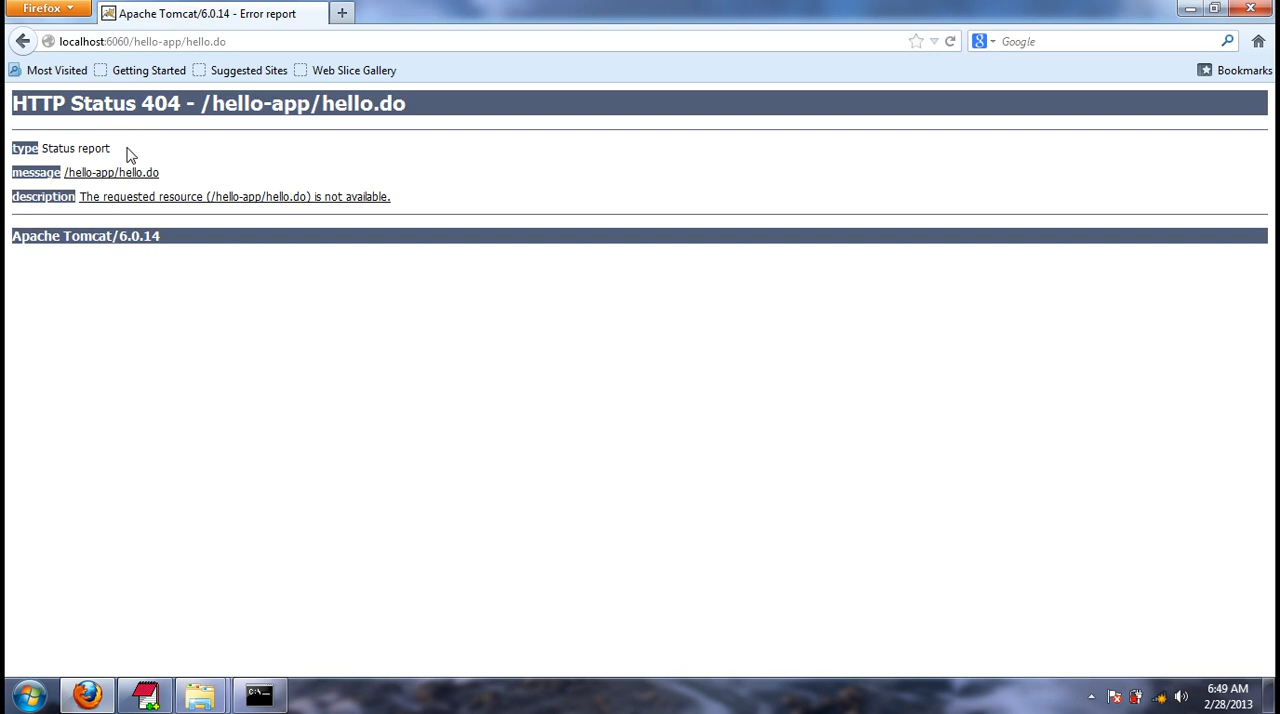 Firefox
Apache Tomcat/6.0.14 - Error report
localhost:6060/hello-app/hello.do
Google
Most Visited Getting Started Suggested Sites Web Slice Gallery Bookmarks
HTTP Status 404 - /hello-app/hello.do
type Status report
message /hello-app/hello.do
description The requested resource (/hello-app/hello.do) is not available.
Apache Tomcat/6.0.14
C:\_
6:49 AM
2/28/2013